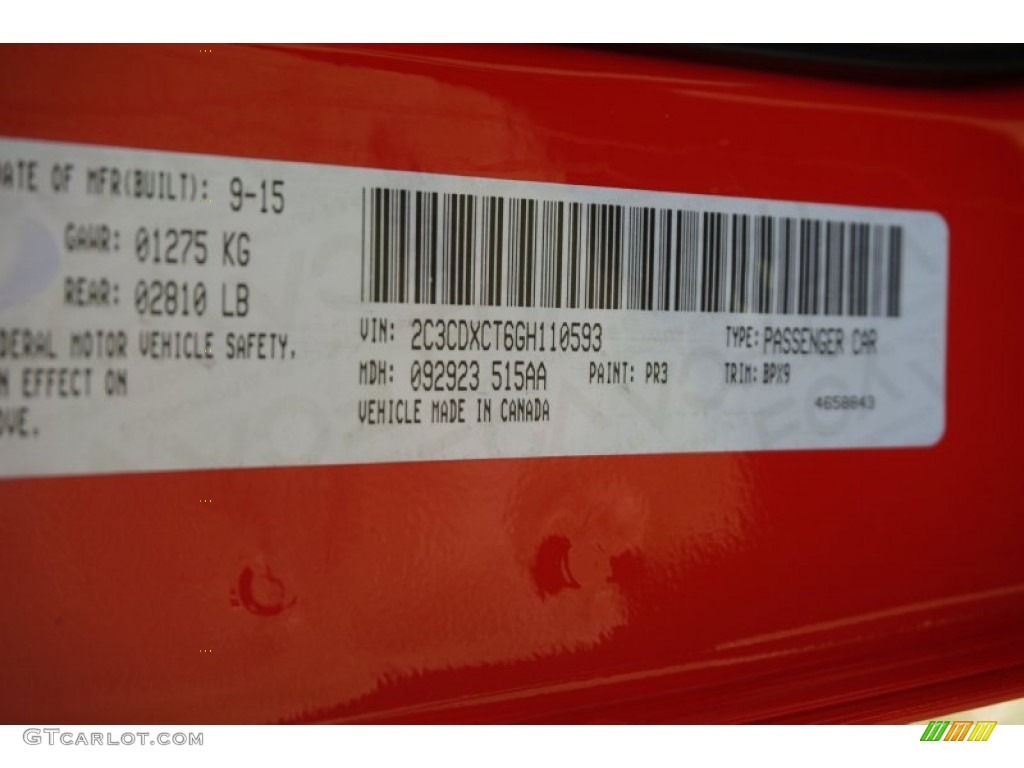 DATE OF MFR(BUILT): 9-15
GAWR: 01275 KG
REAR: 02810 LB
DERAL MOTOR VEHICLE SAFETY,
N EFFECT ON
OVE.
VIN: 2C3CDXCT6GH110593 TYPE: PASSENGER CAR
MDH: 092923 515AA PAINT: PR3 TRIM: BPX9
VEHICLE MADE IN CANADA 4658843
GTCARLOT.COM